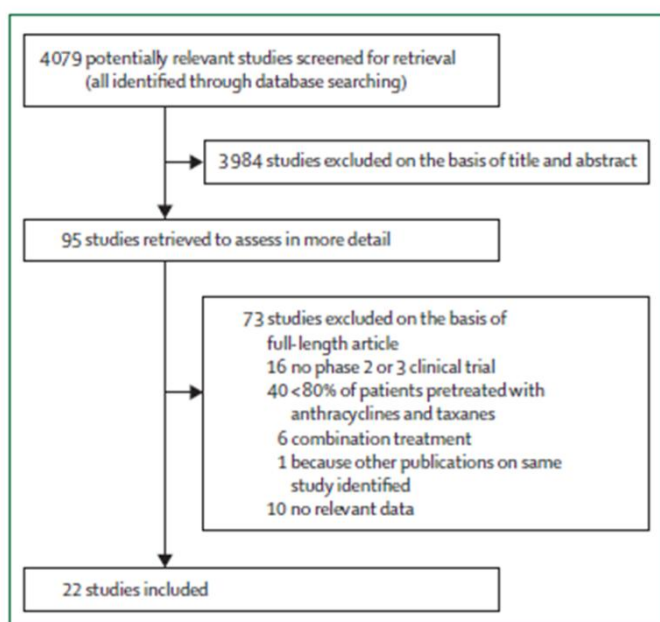 4079 potentially relevant studies screened for retrieval
(all identified through database searching)
3984 studies excluded on the basis of title and abstract
95 studies retrieved to assess in more detail
73 studies excluded on the basis of
full-length article
16 no phase 2 or 3 clinical trial
40 <80% of patients pretreated with
anthracyclines and taxanes
6 combination treatment
1 because other publications on same
study identified
10 no relevant data
22 studies included